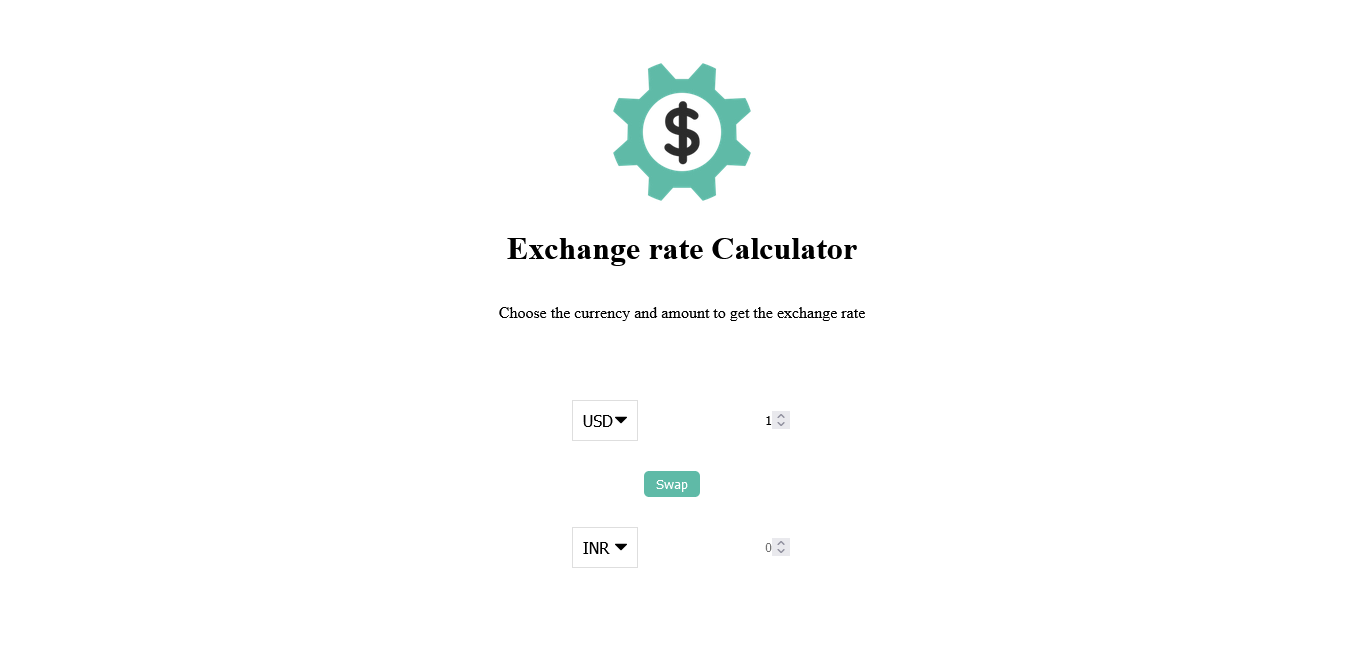 $
Exchange rate Calculator
Choose the currency and amount to get the exchange rate
USD 1
Swap
INR 0